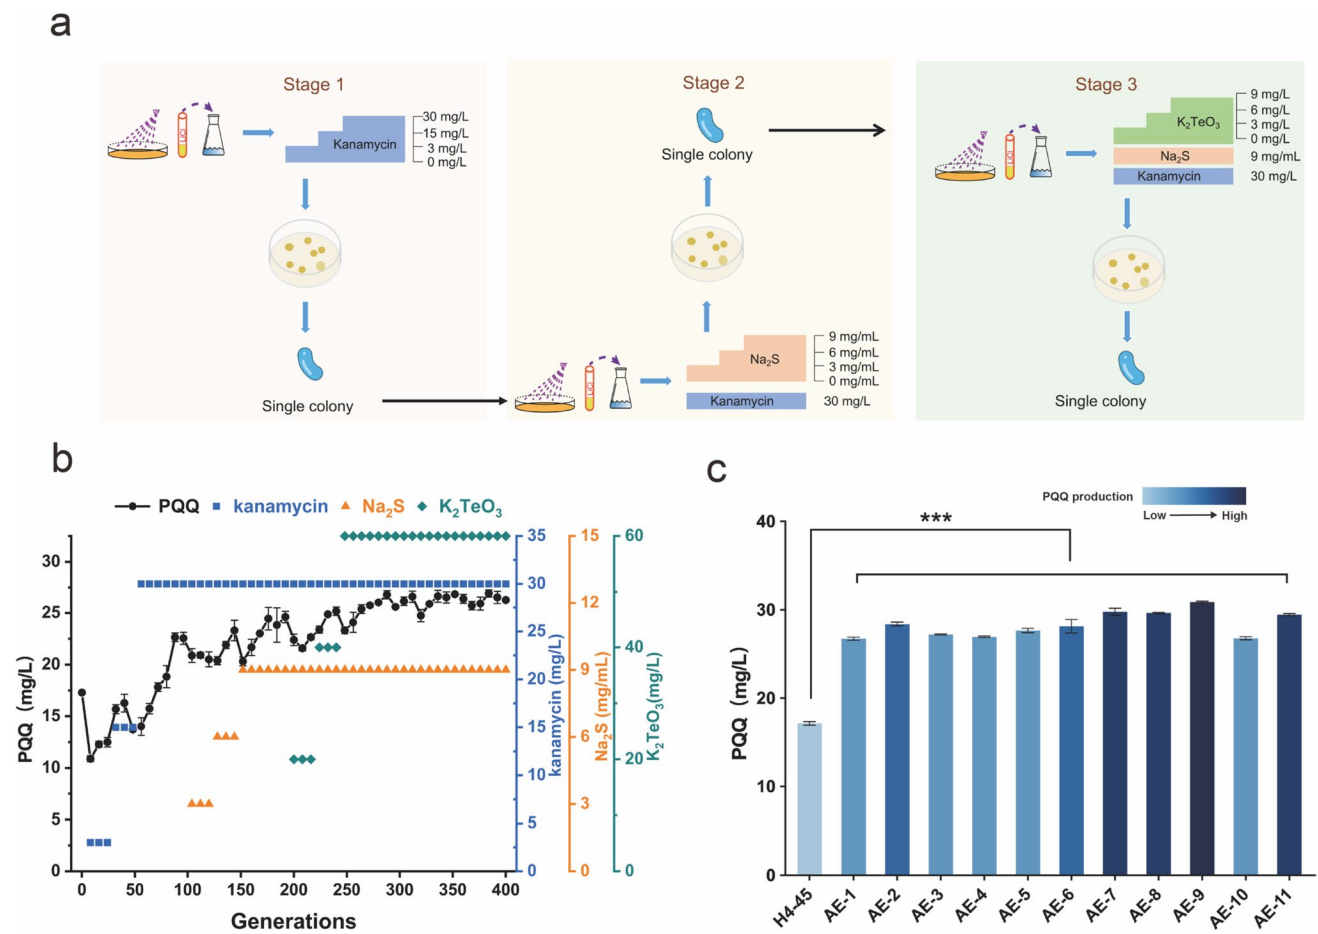 a
Stage 1
30 mg/L
15 mg/L
3 mg/L
0 mg/L
Kanamycin
Single colony
Stage 2
Single colony
Na₂S
9 mg/mL
6 mg/mL
3 mg/mL
0 mg/mL
Kanamycin
30 mg/L
Stage 3
9 mg/L
6 mg/L
3 mg/L
0 mg/L
K₂TeO₃
Na₂S
9 mg/mL
Kanamycin
30 mg/L
Single colony
b
PQQ kanamycin Na₂S K₂TeO₃
PQQ (mg/L)
30
25
20
15
10
5
0
0 50 100 150 200 250 300 350 400
Generations
35
30
25
20
15
10
5
0
kanamycin (mg/L)
15
12
9
6
3
0
Na₂S (mg/mL)
60
40
20
0
K₂TeO₃(mg/L)
c
PQQ production
Low High
***
PQQ (mg/L)
40
30
20
10
0
H4-45 AE-1 AE-2 AE-3 AE-4 AE-5 AE-6 AE-7 AE-8 AE-9 AE-10 AE-11